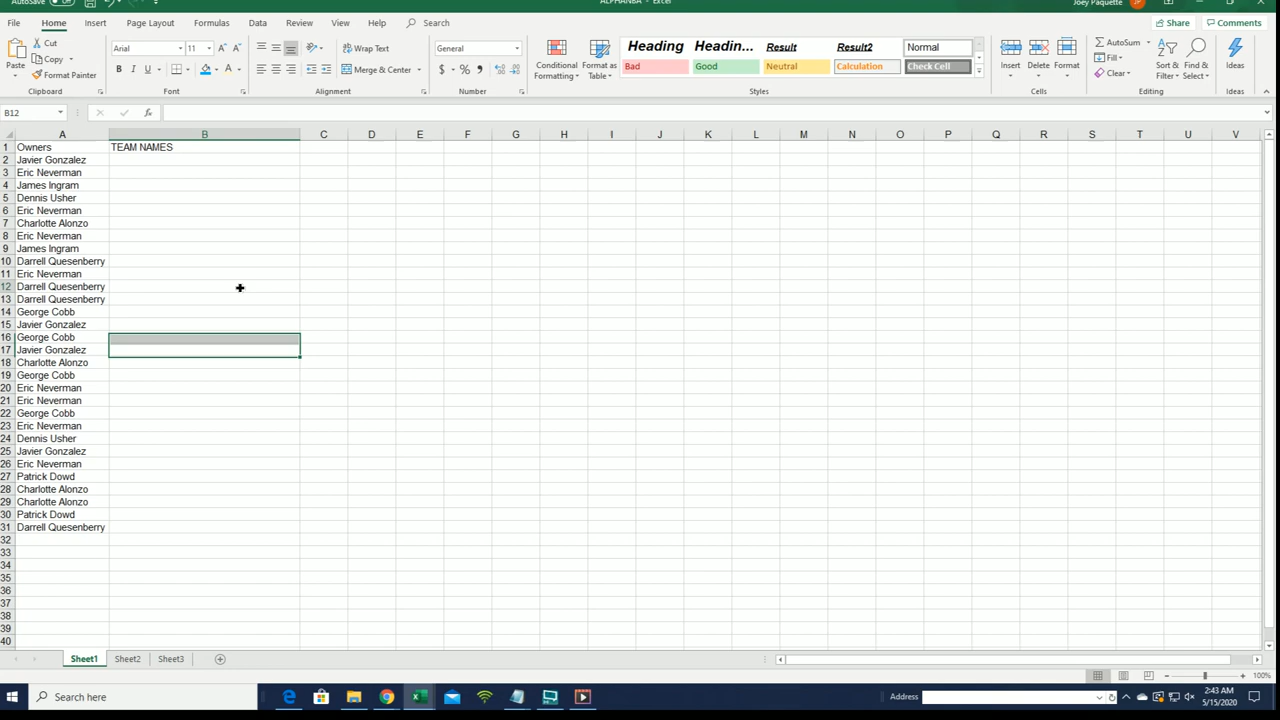 AutoSave Off ALPHANBA - Excel Joey Paquette JP
File Home Insert Page Layout Formulas Data Review View Help Search Share Comments
Paste Cut Copy Format Painter Clipboard
Arial 11 A A B I U A Font
Wrap Text Merge & Center Alignment
General $ % , Number
Conditional Formatting Format as Table
Heading Headin... Result Result2 Normal
Bad Good Neutral Calculation Check Cell
Styles
Insert Delete Format Cells
AutoSum Fill Clear Sort & Filter Find & Select Editing
Ideas Ideas
B12 fx
A B C D E F G H I J K L M N O P Q R S T U V
1 Owners TEAM NAMES
2 Javier Gonzalez
3 Eric Neverman
4 James Ingram
5 Dennis Usher
6 Eric Neverman
7 Charlotte Alonzo
8 Eric Neverman
9 James Ingram
10 Darrell Quesenberry
11 Eric Neverman
12 Darrell Quesenberry
13 Darrell Quesenberry
14 George Cobb
15 Javier Gonzalez
16 George Cobb
17 Javier Gonzalez
18 Charlotte Alonzo
19 George Cobb
20 Eric Neverman
21 Eric Neverman
22 George Cobb
23 Eric Neverman
24 Dennis Usher
25 Javier Gonzalez
26 Eric Neverman
27 Patrick Dowd
28 Charlotte Alonzo
29 Charlotte Alonzo
30 Patrick Dowd
31 Darrell Quesenberry
32
33
34
35
36
37
38
39
40
Sheet1 Sheet2 Sheet3
100%
Search here Address 2:43 AM
5/15/2020